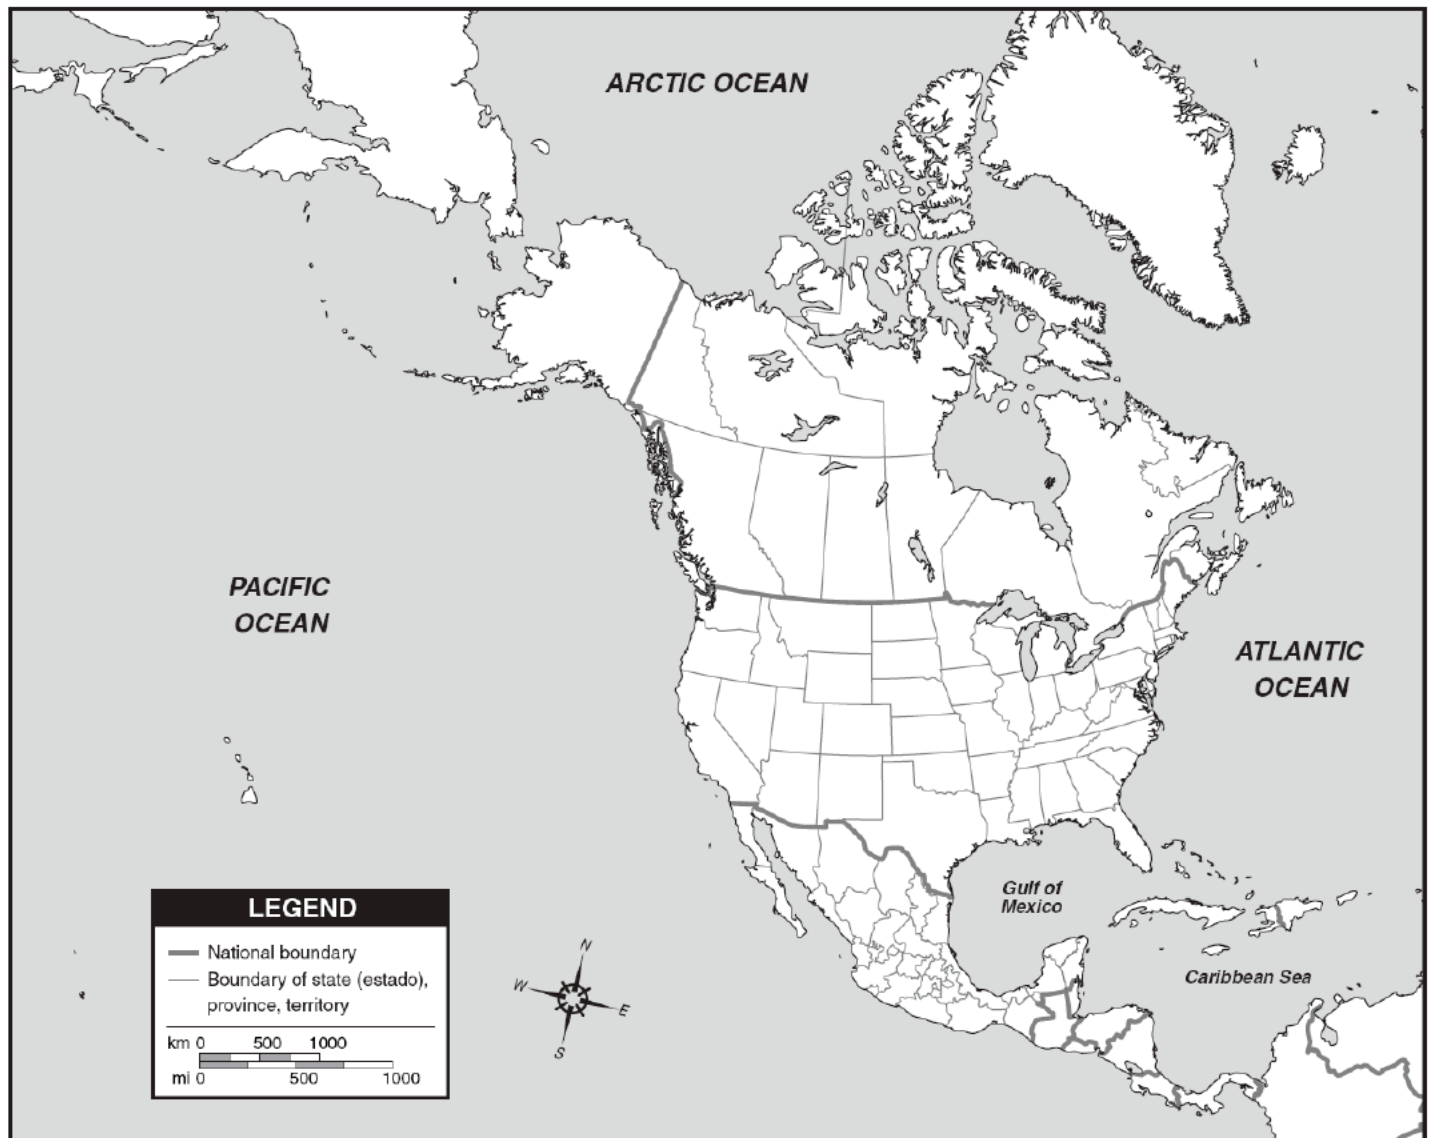 ARCTIC OCEAN
PACIFIC
OCEAN
ATLANTIC
OCEAN
Gulf of
Mexico
Caribbean Sea
LEGEND
National boundary
Boundary of state (estado),
province, territory
km 0 500 1000
mi 0 500 1000
N
W
E
S